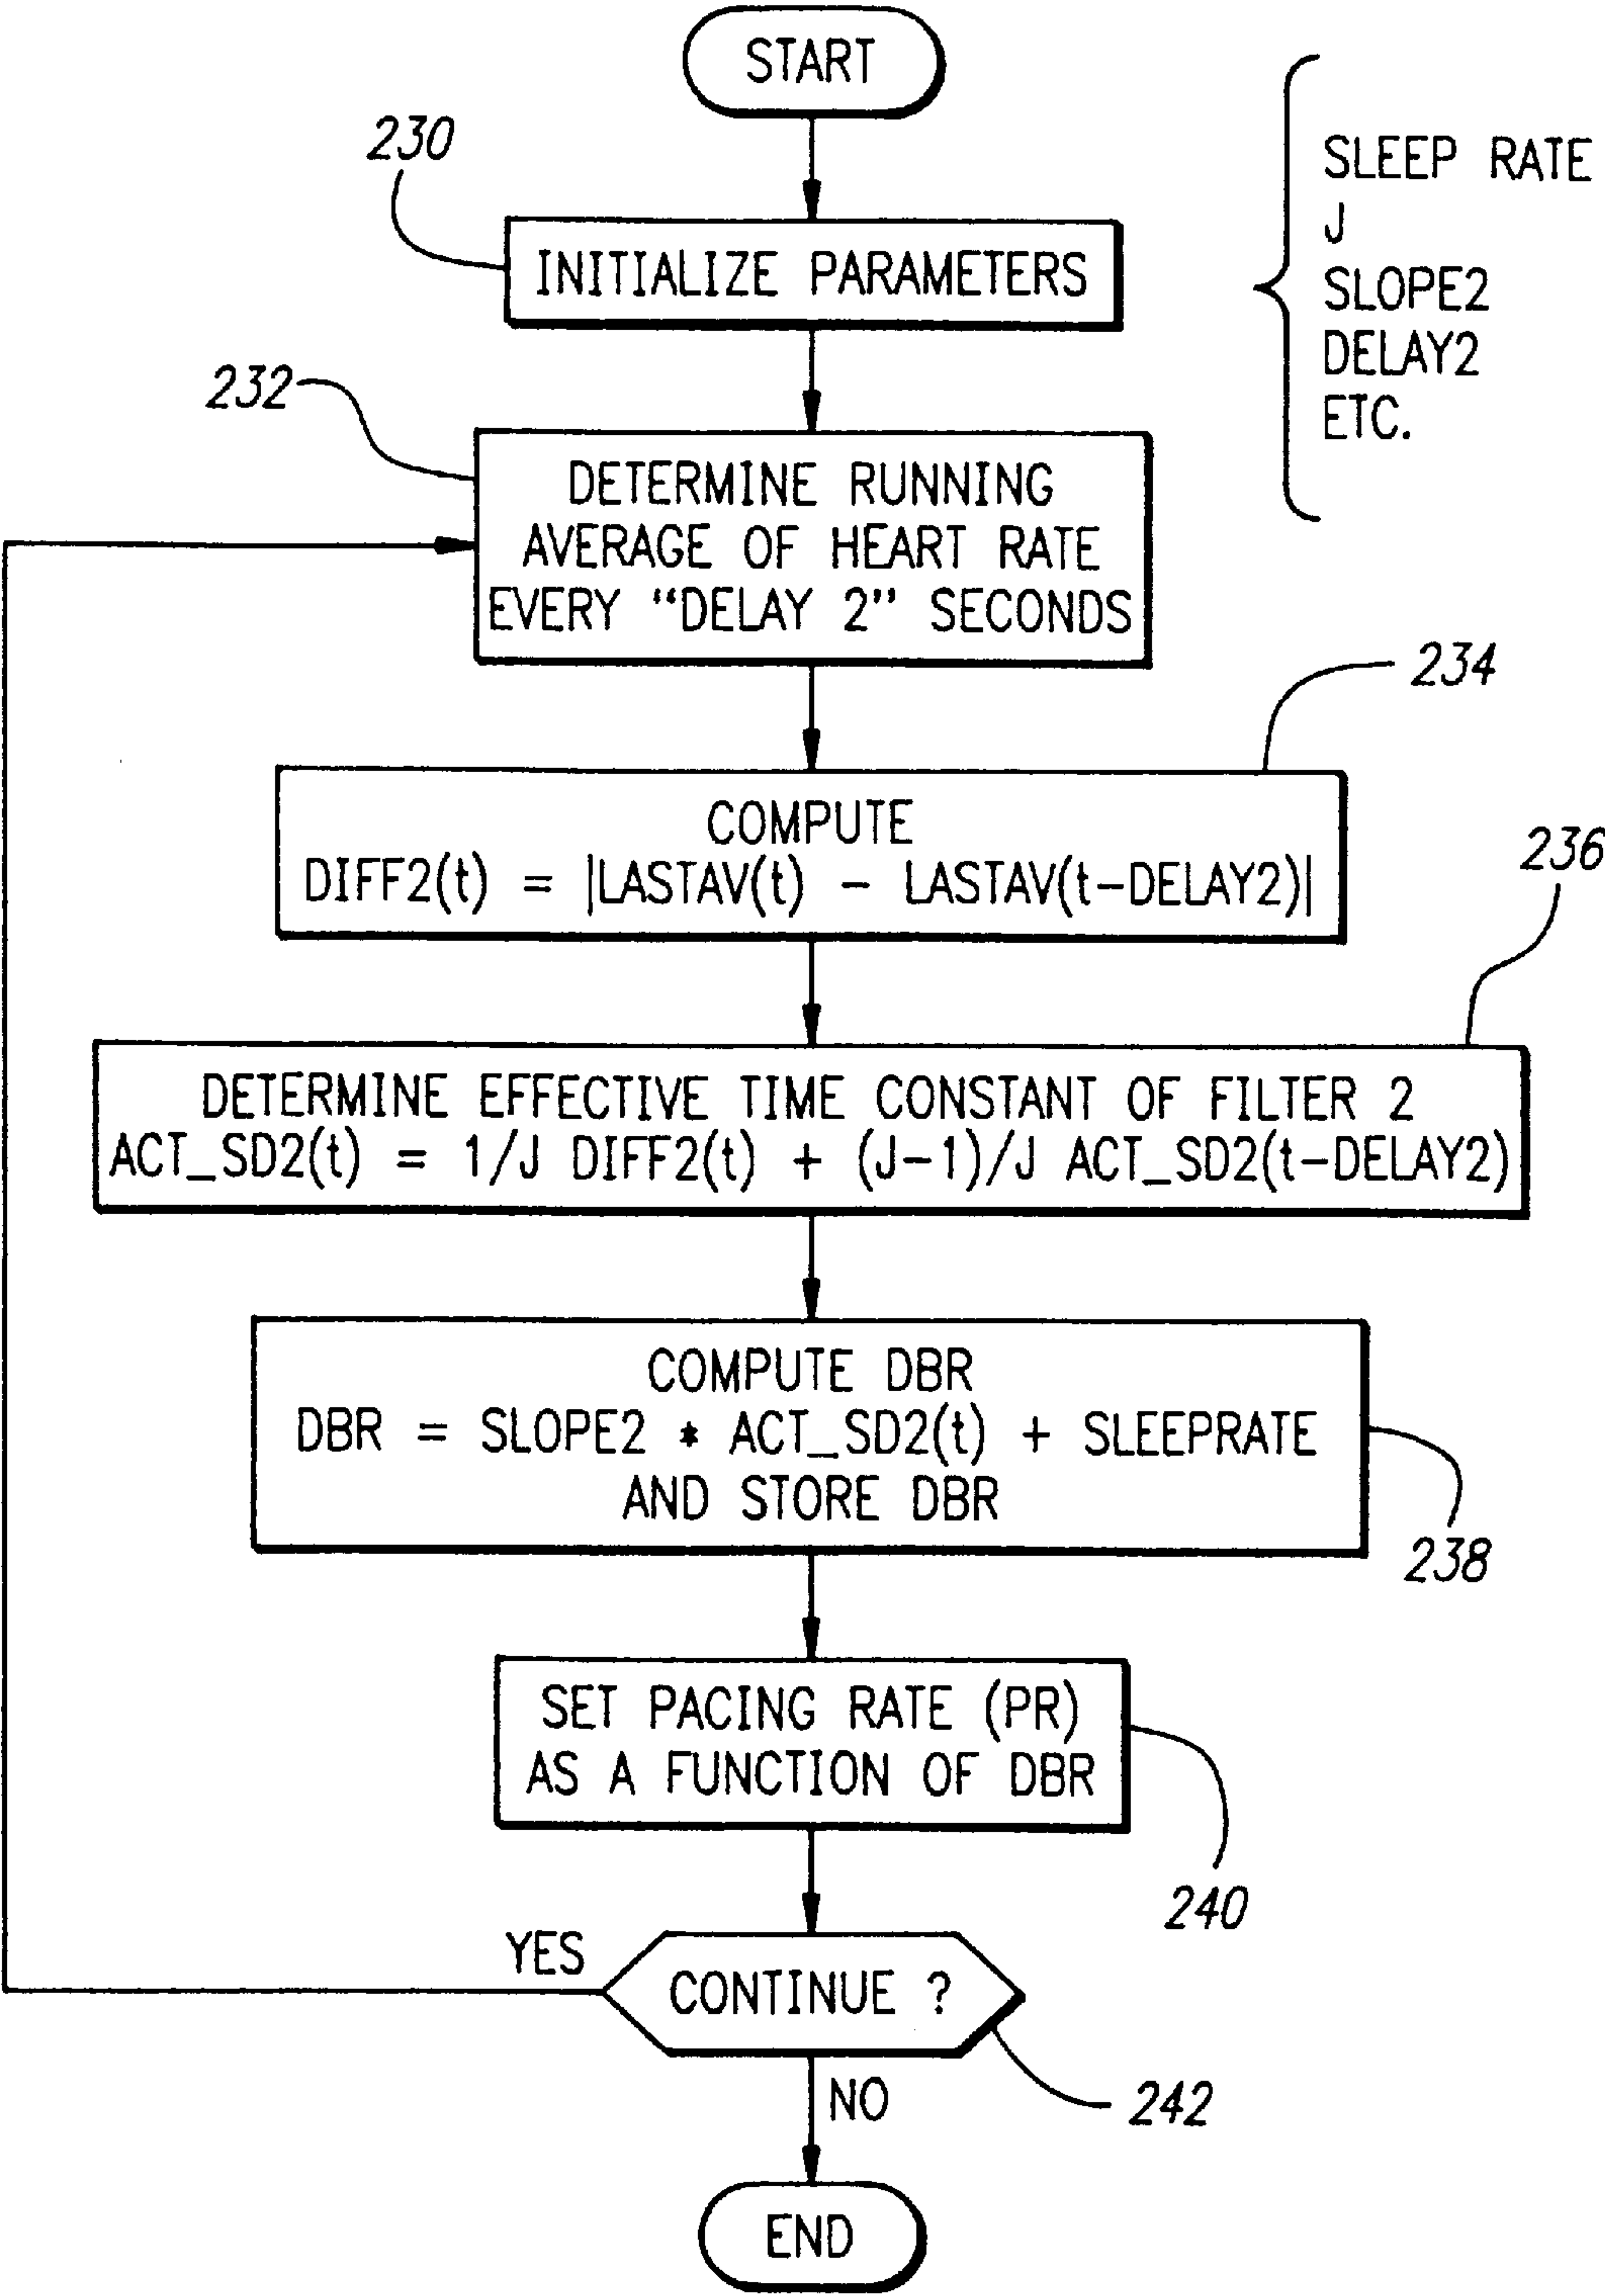 START
230
INITIALIZE PARAMETERS
SLEEP RATE
J
SLOPE2
DELAY2
ETC.
232
DETERMINE RUNNING
AVERAGE OF HEART RATE
EVERY “DELAY 2” SECONDS
234
COMPUTE
DIFF2(t) = |LASTAV(t) – LASTAV(t–DELAY2)|
236
DETERMINE EFFECTIVE TIME CONSTANT OF FILTER 2
ACT_SD2(t) = 1/J DIFF2(t) + (J–1)/J ACT_SD2(t–DELAY2)
COMPUTE DBR
DBR = SLOPE2 * ACT_SD2(t) + SLEEPRATE
AND STORE DBR
238
SET PACING RATE (PR)
AS A FUNCTION OF DBR
240
YES
CONTINUE ?
242
NO
END